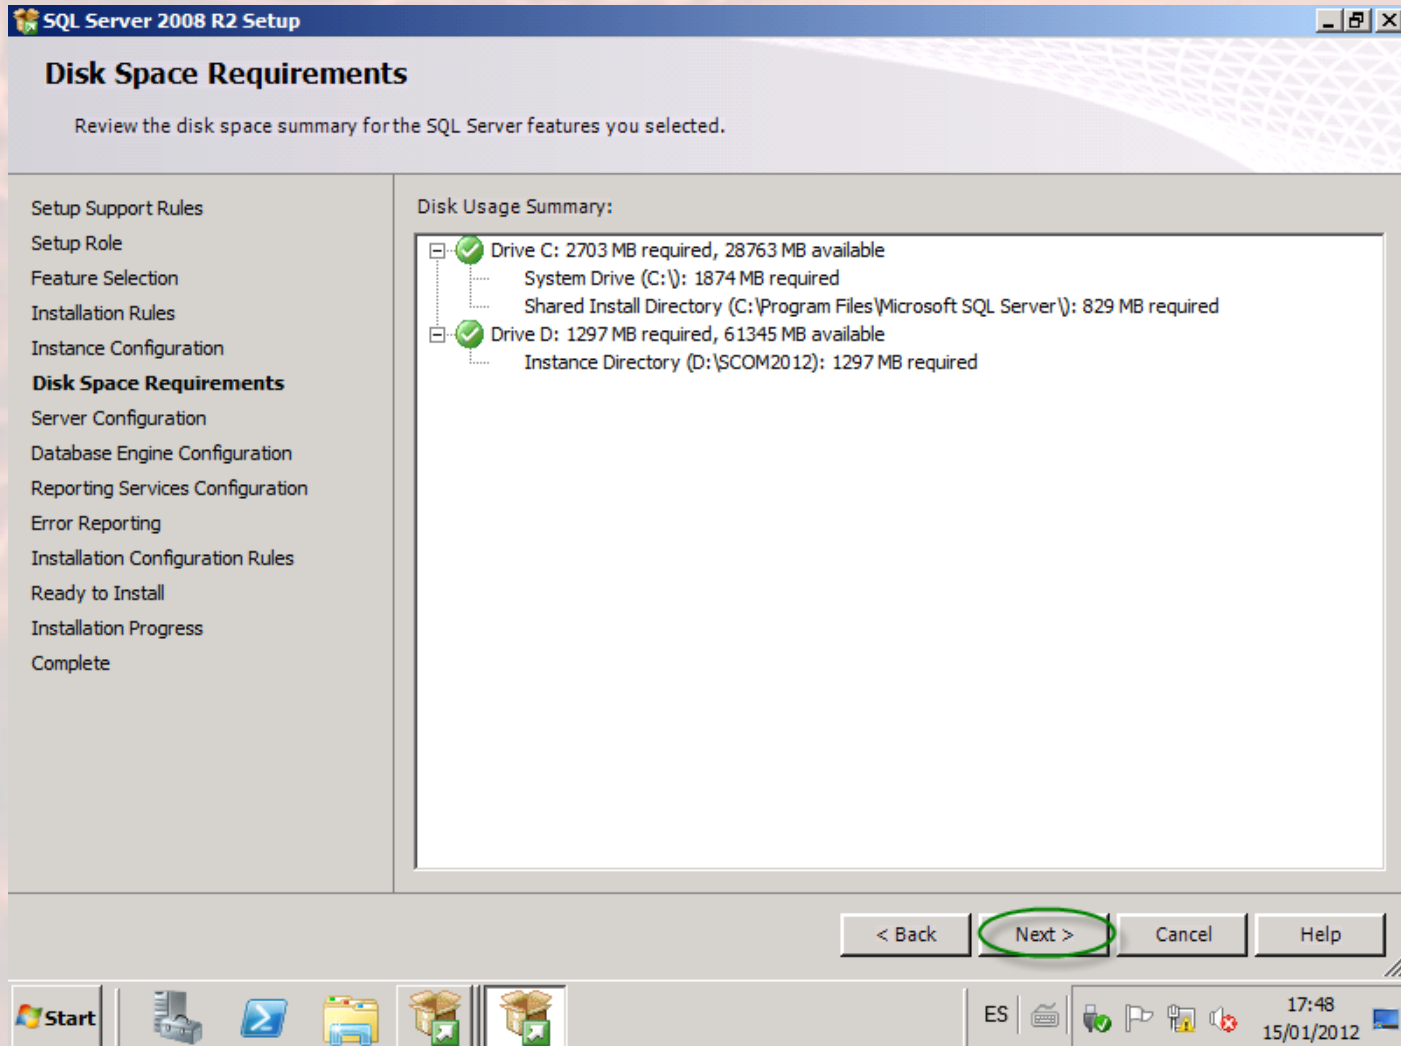 SQL Server 2008 R2 Setup
Disk Space Requirements
Review the disk space summary for the SQL Server features you selected.
Setup Support Rules
Setup Role
Feature Selection
Installation Rules
Instance Configuration
Disk Space Requirements
Server Configuration
Database Engine Configuration
Reporting Services Configuration
Error Reporting
Installation Configuration Rules
Ready to Install
Installation Progress
Complete
Disk Usage Summary:
Drive C: 2703 MB required, 28763 MB available
System Drive (C:\): 1874 MB required
Shared Install Directory (C:\Program Files\Microsoft SQL Server\): 829 MB required
Drive D: 1297 MB required, 61345 MB available
Instance Directory (D:\SCOM2012): 1297 MB required
< Back
Next >
Cancel
Help
Start
ES
17:48
15/01/2012